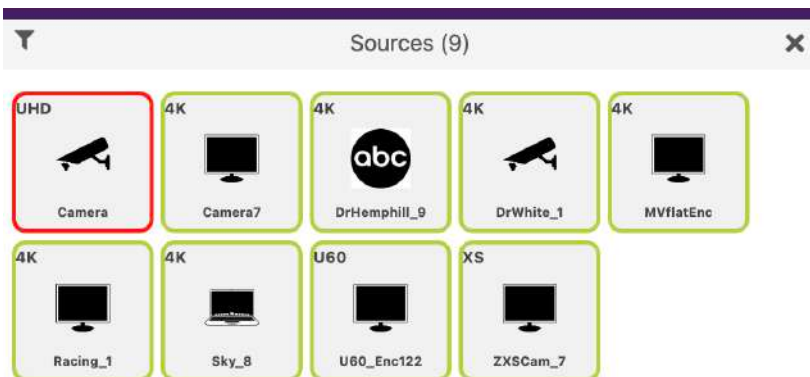 Sources (9)
UHD 4K 4K 4K 4K
abc
Camera Camera7 DrHemphill_9 DrWhite_1 MVflatEnc
4K 4K U60 XS
Racing_1 Sky_8 U60_Enc122 ZXSCam_7